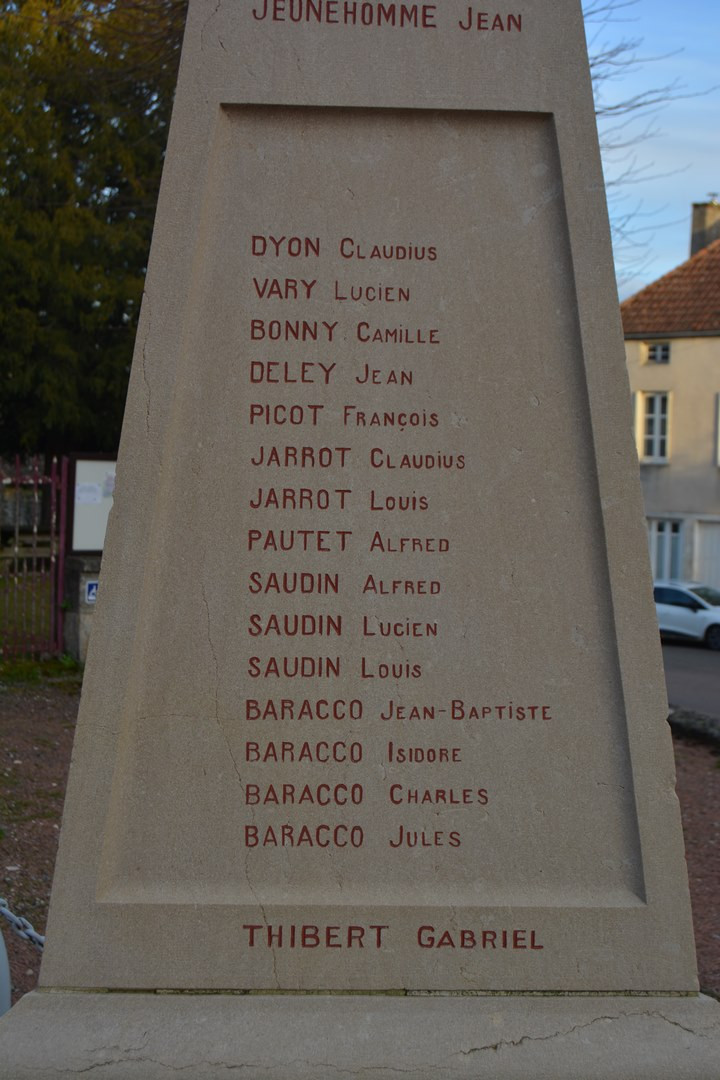 JEUNEHOMME JEAN
DYON CLAUDIUS
VARY LUCIEN
BONNY CAMILLE
DELEY JEAN
PICOT FRANÇOIS
JARROT CLAUDIUS
JARROT LOUIS
PAUTET ALFRED
SAUDIN ALFRED
SAUDIN LUCIEN
SAUDIN LOUIS
BARACCO JEAN-BAPTISTE
BARACCO ISIDORE
BARACCO CHARLES
BARACCO JULES
THIBERT GABRIEL